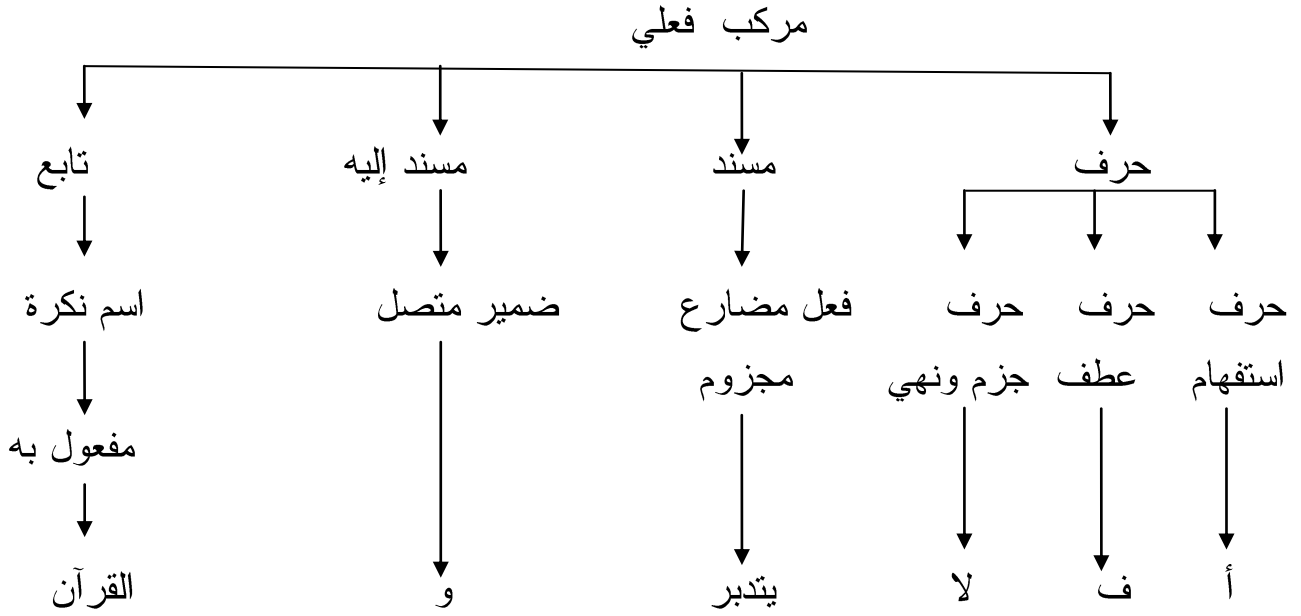 مركب فعلي
حرف مسند مسند إليه تابع
حرف حرف حرف فعل مضارع ضمير متصل اسم نكرة
استفهام عطف جزم ونهي مجزوم
مفعول به
أ ف لا يتدبر و القرآن